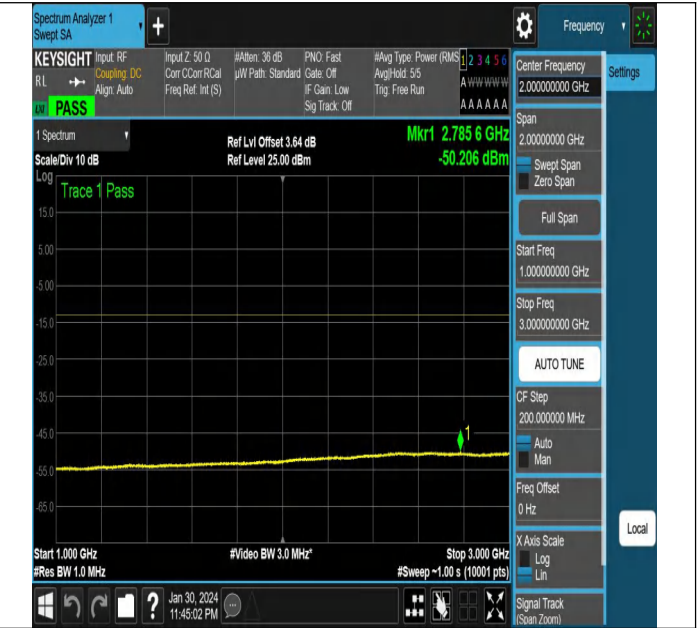 Spectrum Analyzer 1
Swept SA
+
Frequency
KEYSIGHT
Input: RF
Coupling: DC
Align: Auto
Input Z: 50 Ω
Corr CCorr RCal
Freq Ref: Int (S)
#Atten: 36 dB
µW Path: Standard
PNO: Fast
Gate: Off
IF Gain: Low
Sig Track: Off
#Avg Type: Power (RMS
Avg|Hold: 5/5
Trig: Free Run
1 2 3 4 5 6
A W W W W W
A A A A A A
R L
LXI
PASS
1 Spectrum
Scale/Div 10 dB
Log
Ref Lvl Offset 3.64 dB
Ref Level 25.00 dBm
Mkr1 2.785 6 GHz
-50.206 dBm
Trace 1 Pass
15.0
5.00
-5.00
-15.0
-25.0
-35.0
-45.0
-55.0
-65.0
1
Start 1.000 GHz
#Res BW 1.0 MHz
#Video BW 3.0 MHz*
Stop 3.000 GHz
#Sweep ~1.00 s (10001 pts)
?
Jan 30, 2024
11:45:02 PM
Center Frequency
2.000000000 GHz
Settings
Span
2.00000000 GHz
Swept Span
Zero Span
Full Span
Start Freq
1.000000000 GHz
Stop Freq
3.000000000 GHz
AUTO TUNE
CF Step
200.000000 MHz
Auto
Man
Freq Offset
0 Hz
X Axis Scale
Log
Lin
Local
Signal Track
(Span Zoom)